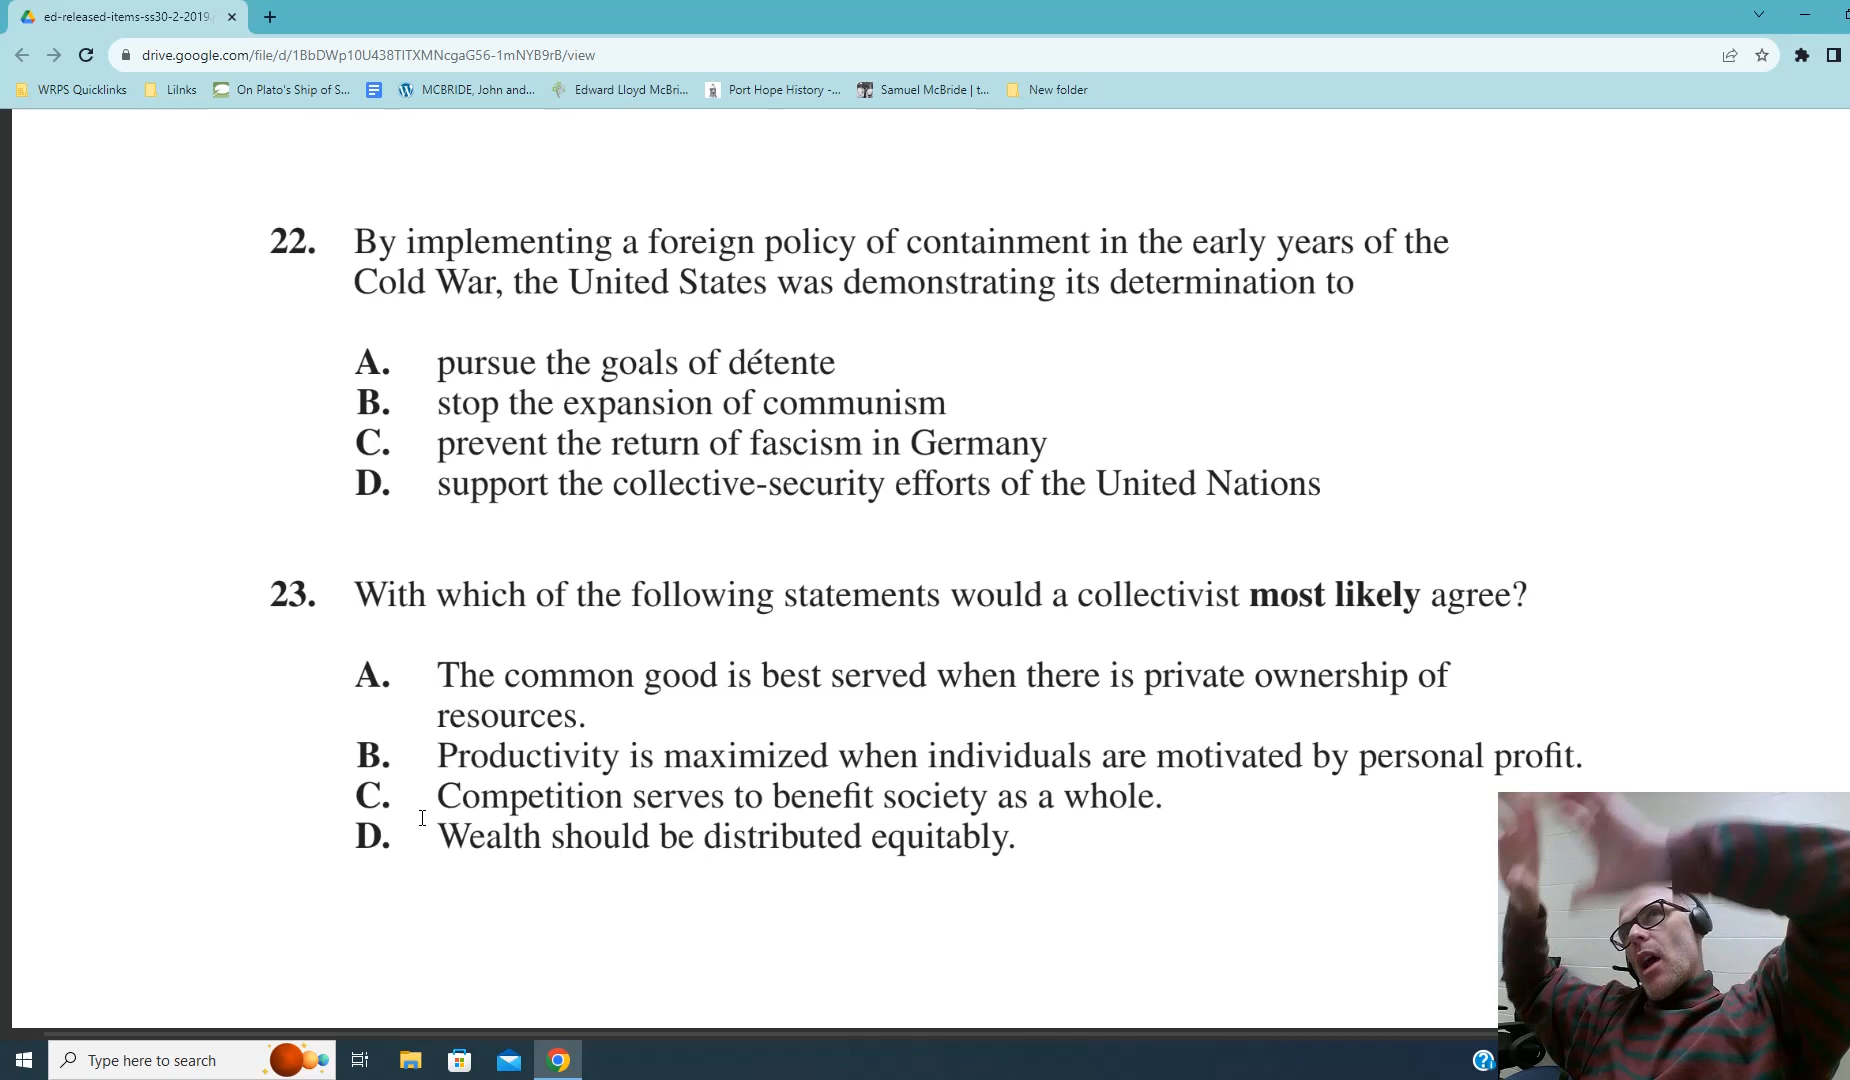 ed-released-items-ss30-2-2019.
drive.google.com/file/d/1BbDWp10U438TITXMNcgaG56-1mNYB9rB/view
WRPS Quicklinks LiInks On Plato's Ship of S... MCBRIDE, John and... Edward Lloyd McBri... Port Hope History -... Samuel McBride | t... New folder
22. By implementing a foreign policy of containment in the early years of the
Cold War, the United States was demonstrating its determination to
A. pursue the goals of détente
B. stop the expansion of communism
C. prevent the return of fascism in Germany
D. support the collective-security efforts of the United Nations
23. With which of the following statements would a collectivist most likely agree?
A. The common good is best served when there is private ownership of
resources.
B. Productivity is maximized when individuals are motivated by personal profit.
C. Competition serves to benefit society as a whole.
D. Wealth should be distributed equitably.
Type here to search